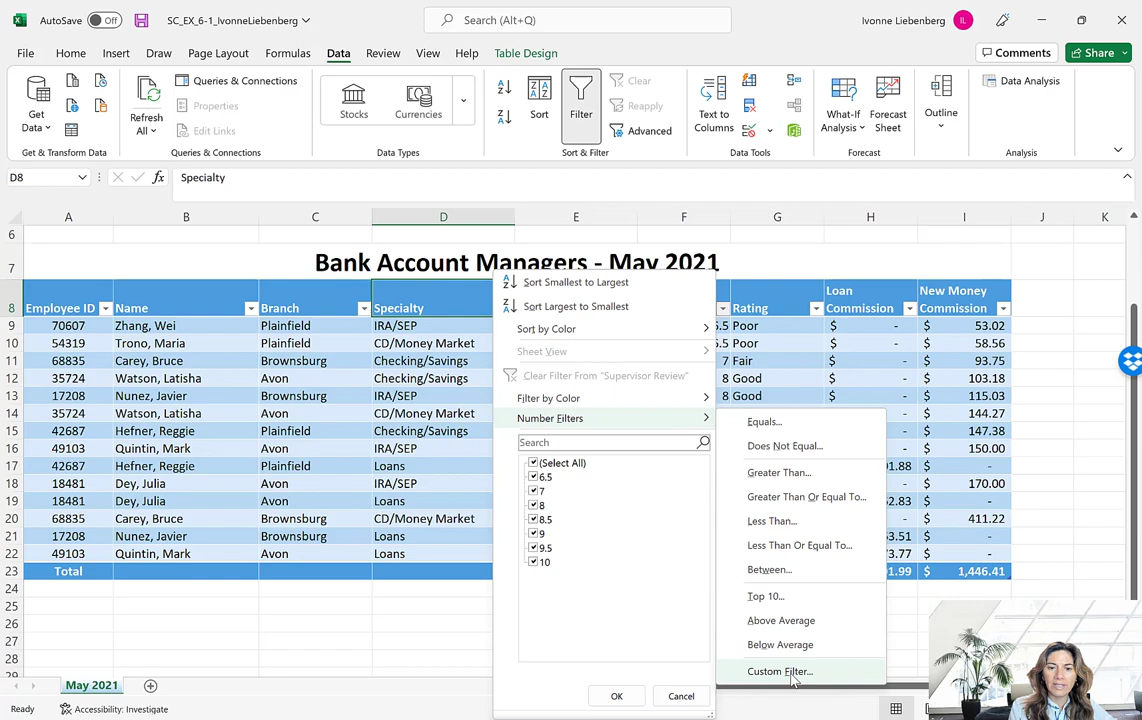 AutoSave Off SC_EX_6-1_IvonneLiebenberg Search (Alt+Q) Ivonne Liebenberg IL
File Home Insert Draw Page Layout Formulas Data Review View Help Table Design Comments Share
Get Data
Refresh All
Queries & Connections
Properties
Edit Links
Stocks Currencies
Sort Filter
Clear
Reapply
Advanced
Text to Columns
What-If Analysis
Forecast Sheet
Outline
Data Analysis
Get & Transform Data Queries & Connections Data Types Sort & Filter Data Tools Forecast Analysis
D8 fx Specialty
A B C D E F G H I J K
6
7 Bank Account Managers - May 2021
8 Employee ID Name Branch Specialty Rating Loan Commission New Money Commission
9 70607 Zhang, Wei Plainfield IRA/SEP 5.5 Poor $ - $ 53.02
10 54319 Trono, Maria Plainfield CD/Money Market 5.5 Poor $ - $ 58.56
11 68835 Carey, Bruce Brownsburg Checking/Savings 7 Fair $ - $ 93.75
12 35724 Watson, Latisha Avon Checking/Savings 8 Good $ - $ 103.18
13 17208 Nunez, Javier Brownsburg IRA/SEP 8 Good $ - $ 115.03
14 35724 Watson, Latisha Avon CD/Money Market - $ 144.27
15 67438 Hefner, Reggie Plainfield Checking/Savings - $ 147.38
16 49103 Quintin, Mark Avon IRA/SEP - $ 150.00
17 42687 Hefner, Reggie Plainfield Loans 01.88 $ -
18 18481 Dey, Julia Avon IRA/SEP - $ 170.00
19 18481 Dey, Julia Avon Loans 2.83 $ -
20 68835 Carey, Bruce Brownsburg CD/Money Market - $ 411.22
21 17208 Nunez, Javier Brownsburg Loans 3.51 $ -
22 49103 Quintin, Mark Avon Loans 3.77 $ -
23 Total 1.99 $ 1,446.41
24
25
26
27
28
Sort Smallest to Largest
Sort Largest to Smallest
Sort by Color
Sheet View
Clear Filter From "Supervisor Review"
Filter by Color
Number Filters
Search
(Select All)
6.5
7
8
8.5
9
9.5
10
OK Cancel
Equals...
Does Not Equal...
Greater Than...
Greater Than Or Equal To...
Less Than...
Less Than Or Equal To...
Between...
Top 10...
Above Average
Below Average
Custom Filter...
May 2021
Ready Accessibility: Investigate